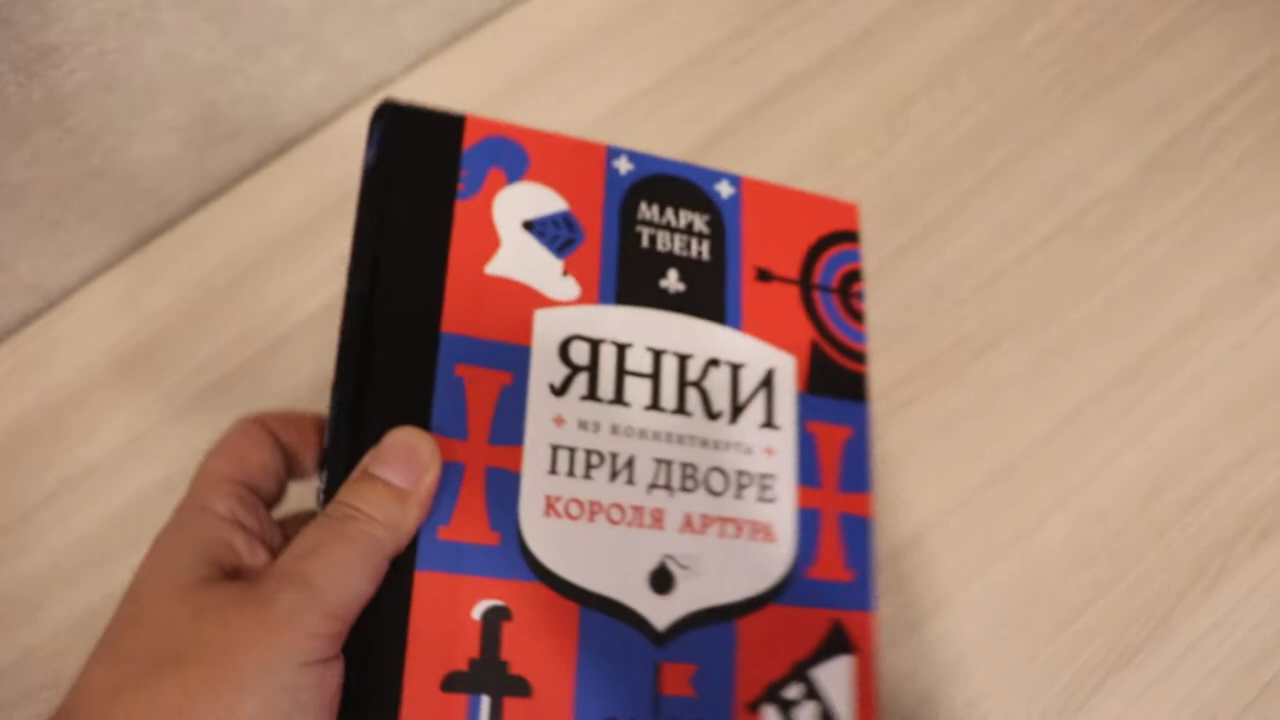 МАРК
ТВЕН
ЯНКИ
ИЗ КОННЕКТИКУТА
ПРИ ДВОРЕ
КОРОЛЯ АРТУРА